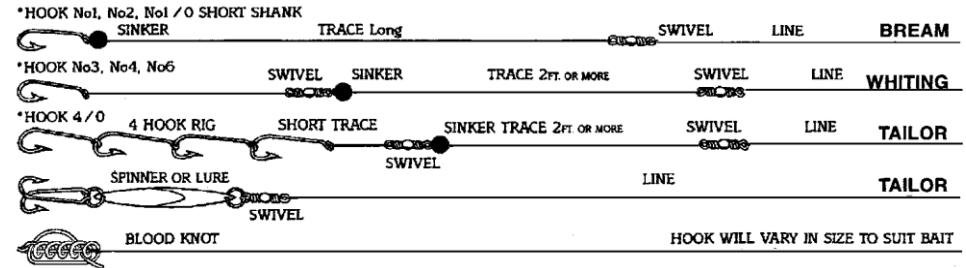 *HOOK No1, No2, No1/0 SHORT SHANK
SINKER TRACE Long SWIVEL LINE BREAM
*HOOK No3, No4, No6
SWIVEL SINKER TRACE 2FT. OR MORE SWIVEL LINE WHITING
*HOOK 4/0
4 HOOK RIG SHORT TRACE SINKER TRACE 2FT. OR MORE SWIVEL LINE TAILOR
SWIVEL
SPINNER OR LURE LINE TAILOR
SWIVEL
BLOOD KNOT HOOK WILL VARY IN SIZE TO SUIT BAIT